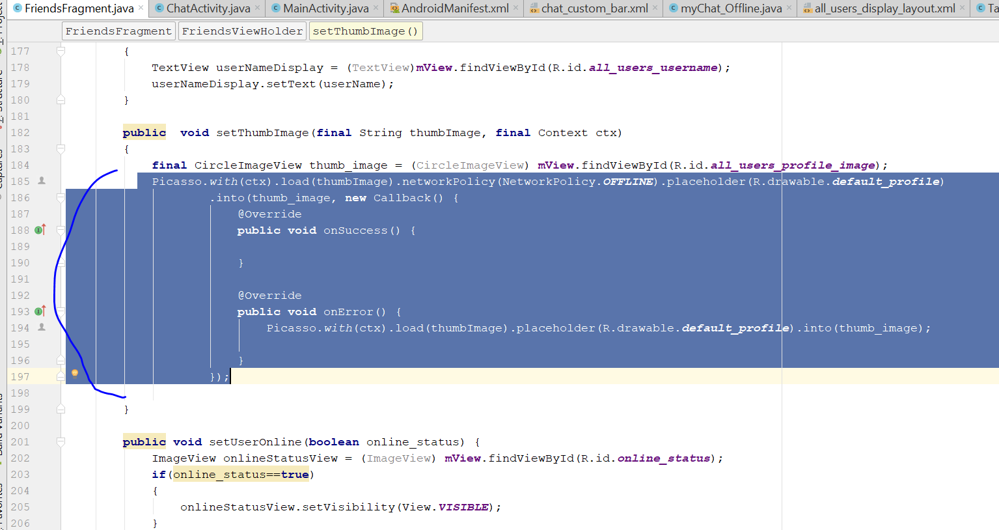 FriendsFragment.java
ChatActivity.java
MainActivity.java
AndroidManifest.xml
chat_custom_bar.xml
myChat_Offline.java
all_users_display_layout.xml
FriendsFragment
FriendsViewHolder
setThumbImage()
177 {
178 TextView userNameDisplay = (TextView)mView.findViewById(R.id.all_users_username);
179 userNameDisplay.setText(userName);
180 }
181
182 public  void setThumbImage(final String thumbImage, final Context ctx)
183 {
184 final CircleImageView thumb_image = (CircleImageView) mView.findViewById(R.id.all_users_profile_image);
185 Picasso.with(ctx).load(thumbImage).networkPolicy(NetworkPolicy.OFFLINE).placeholder(R.drawable.default_profile)
186 .into(thumb_image, new Callback() {
187 @Override
188 public void onSuccess() {
189
190 }
191
192 @Override
193 public void onError() {
194 Picasso.with(ctx).load(thumbImage).placeholder(R.drawable.default_profile).into(thumb_image);
195
196 }
197 });
198
199 }
200
201 public void setUserOnline(boolean online_status) {
202 ImageView onlineStatusView = (ImageView) mView.findViewById(R.id.online_status);
203 if(online_status==true)
204 {
205 onlineStatusView.setVisibility(View.VISIBLE);
206 }